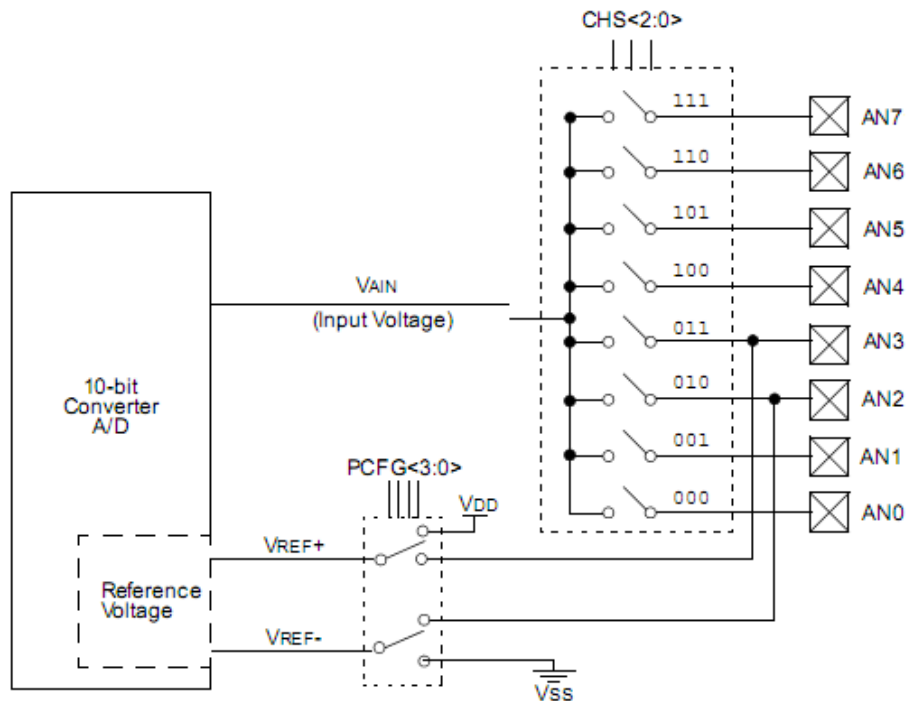 CHS<2:0>
111
AN7
110
AN6
101
AN5
100
AN4
VAIN
(Input Voltage)
011
AN3
10-bit
Converter
A/D
010
AN2
001
AN1
PCFG<3:0>
VDD
000
AN0
VREF+
Reference
Voltage
VREF-
VSS